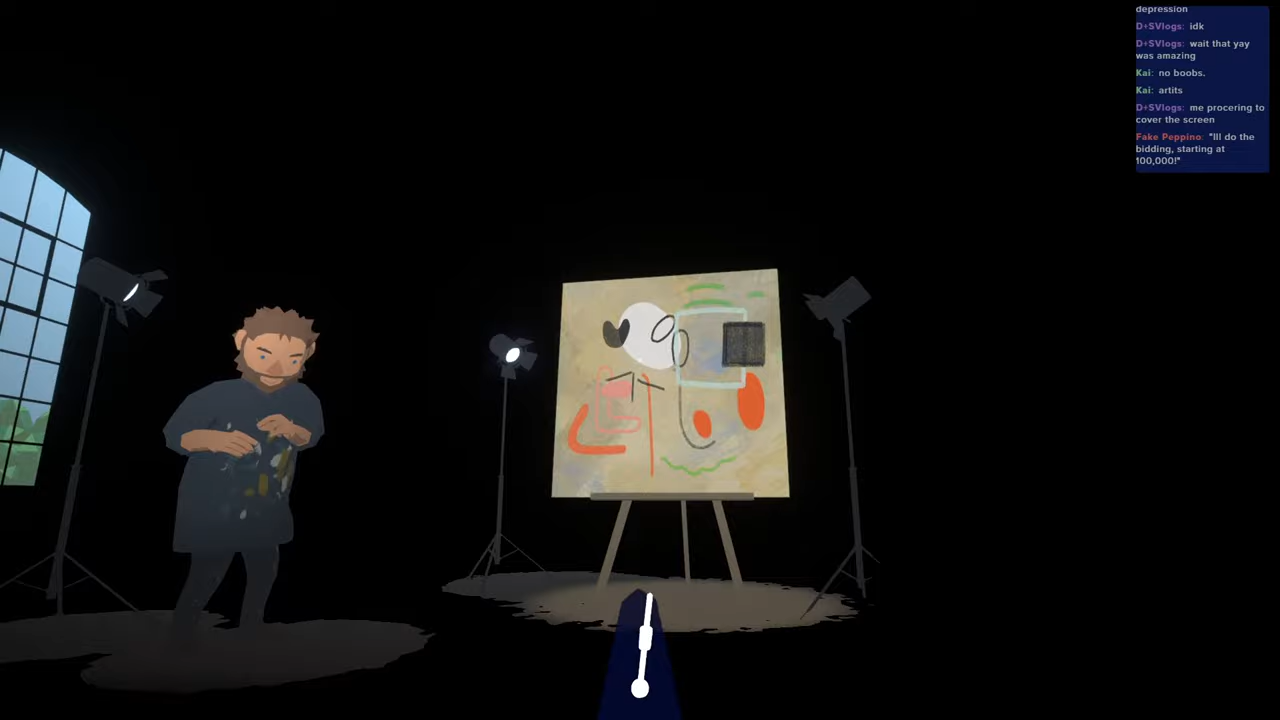 depression
D+SVlogs: idk
D+SVlogs: wait that yay
was amazing
Kai: no boobs.
Kai: artits
D+SVlogs: me procering to
cover the screen
Fake Peppino: "Ill do the
bidding, starting at
100,000!"